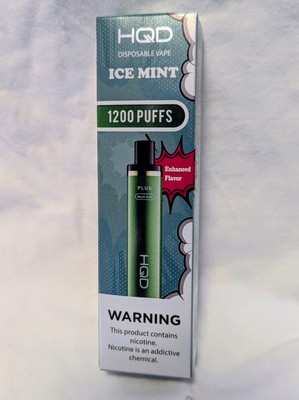 HQD
DISPOSABLE VAPE
ICE MINT
1200 PUFFS
Enhanced
Flavor
PLUS
HQD
WARNING
This product contains
nicotine.
Nicotine is an addictive
chemical.